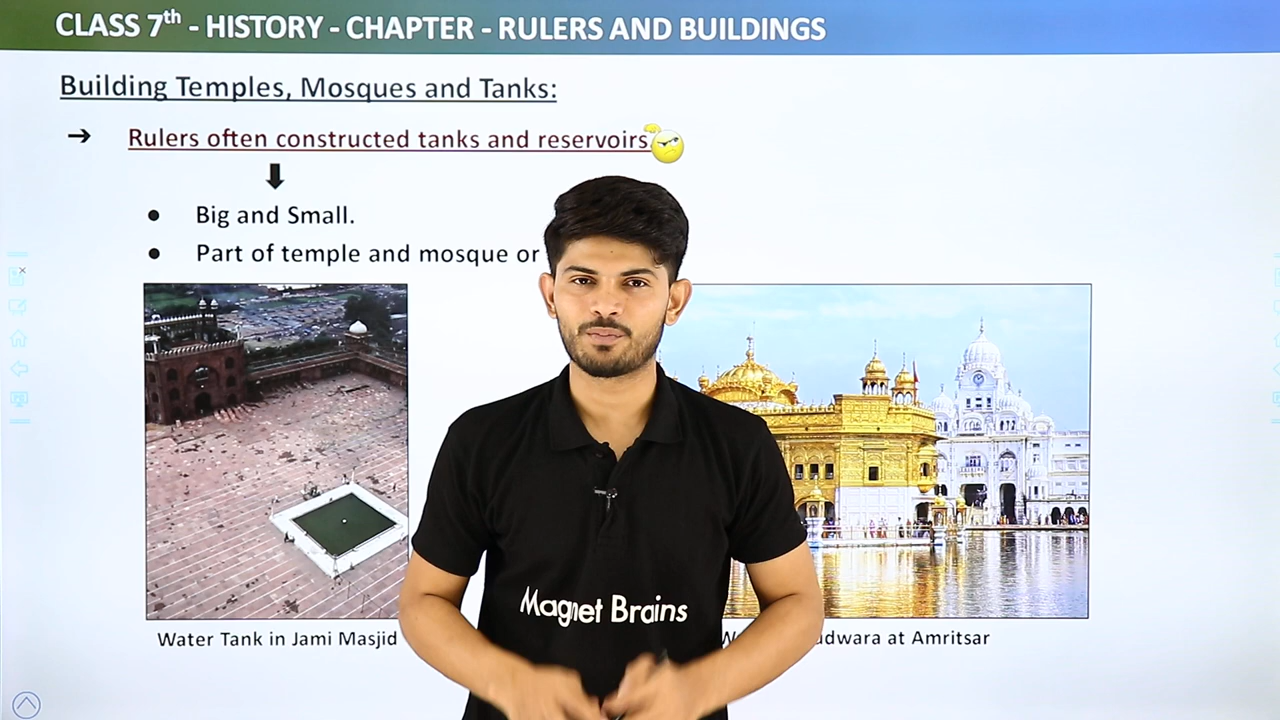 CLASS 7th - HISTORY - CHAPTER - RULERS AND BUILDINGS
Building Temples, Mosques and Tanks:
➔ Rulers often constructed tanks and reservoirs
● Big and Small.
● Part of temple and mosque or
Magnet Brains
Water Tank in Jami Masjid
at Amritsar